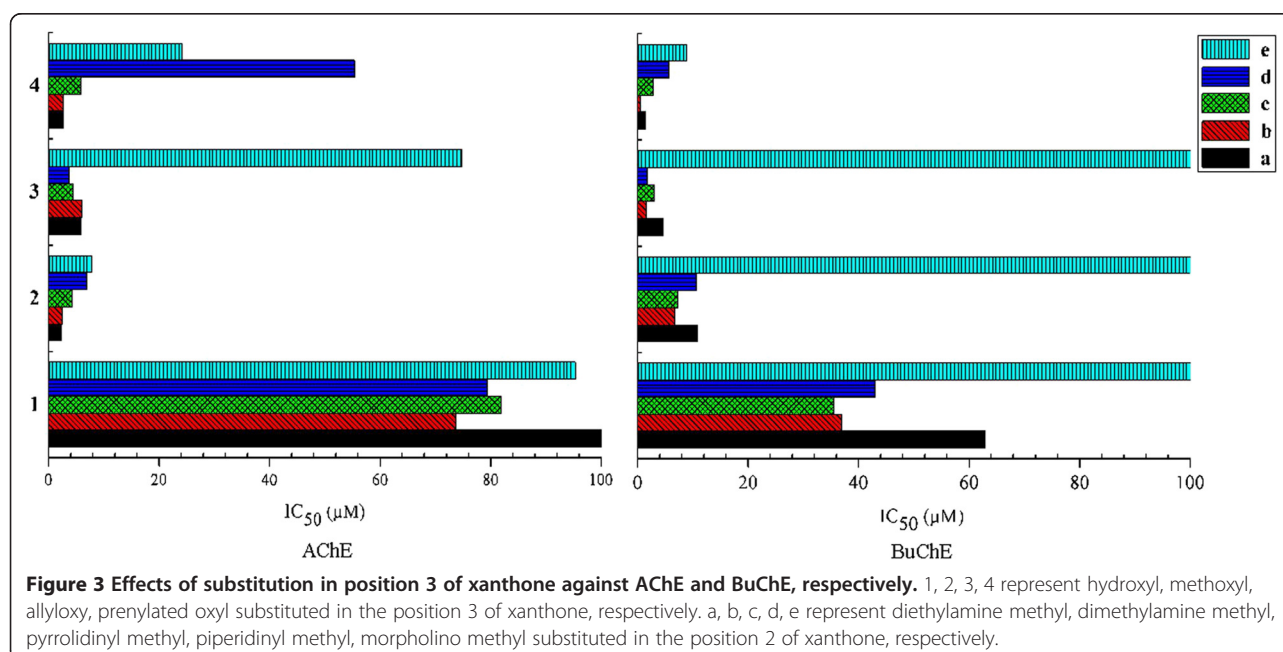 4
3
2
1
0
20
40
60
80
100
IC50 (µM)
AChE
0
20
40
60
80
100
IC50 (µM)
BuChE
e
d
c
b
a
Figure 3 Effects of substitution in position 3 of xanthone against AChE and BuChE, respectively. 1, 2, 3, 4 represent hydroxyl, methoxyl,
allyloxy, prenylated oxyl substituted in the position 3 of xanthone, respectively. a, b, c, d, e represent diethylamine methyl, dimethylamine methyl,
pyrrolidinyl methyl, piperidinyl methyl, morpholino methyl substituted in the position 2 of xanthone, respectively.